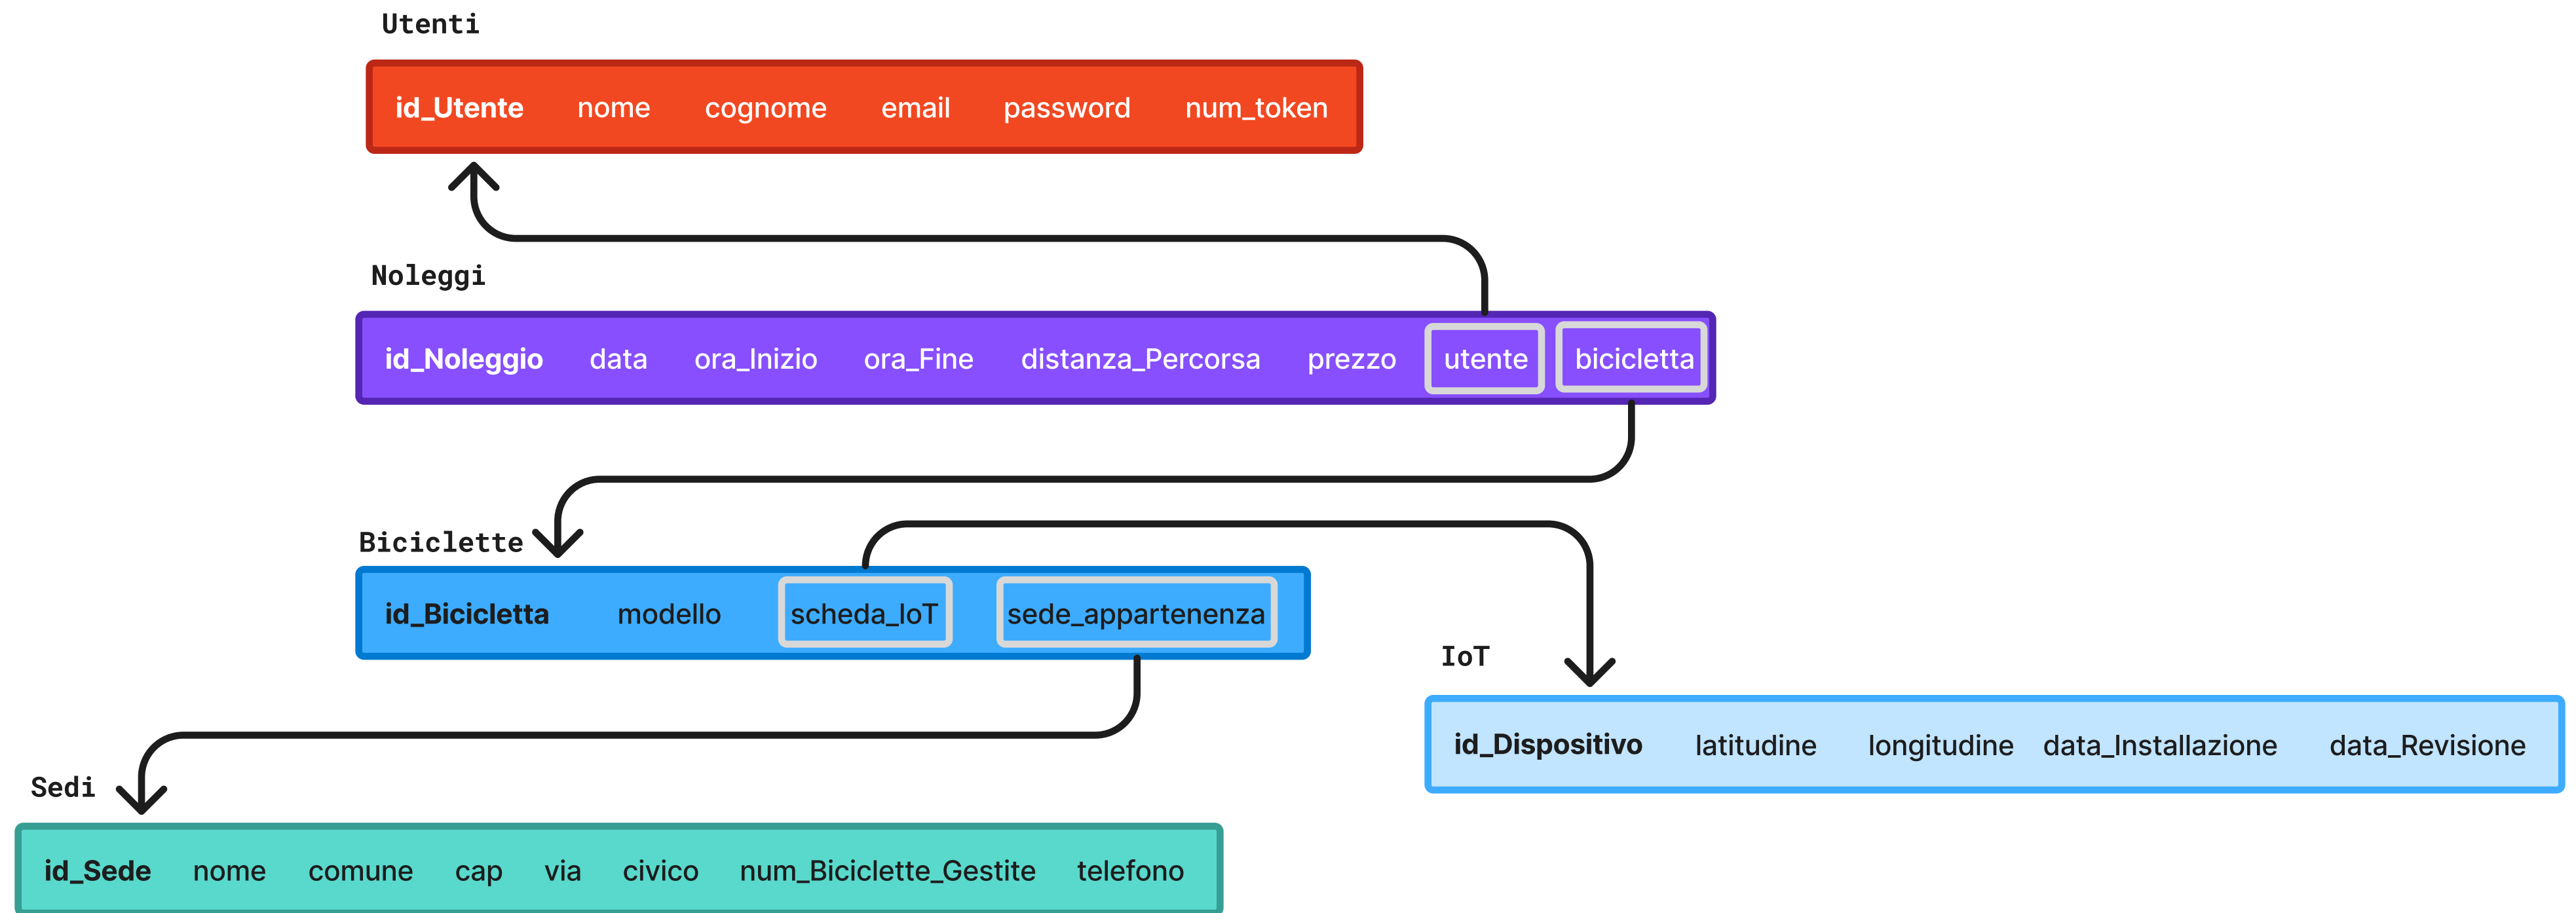 Utenti
id_Utente nome cognome email password num_token
Noleggi
id_Noleggio data ora_Inizio ora_Fine distanza_Percorsa prezzo utente bicicletta
Biciclette
id_Bicicletta modello scheda_IoT sede_appartenenza
IoT
id_Dispositivo latitudine longitudine data_Installazione data_Revisione
Sedi
id_Sede nome comune cap via civico num_Biciclette_Gestite telefono